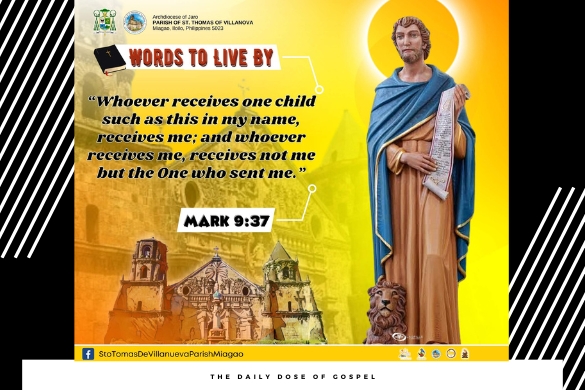 Archdiocese of Jaro
PARISH OF ST. THOMAS OF VILLANOVA
Miagao, Iloilo, Philippines 5023
WORDS TO LIVE BY
“Whoever receives one child
such as this in my name,
receives me; and whoever
receives me, receives not me
but the One who sent me.”
MARK 9:37
StoTomasDeVillanuevaParishMiagao
THE DAILY DOSE OF GOSPEL